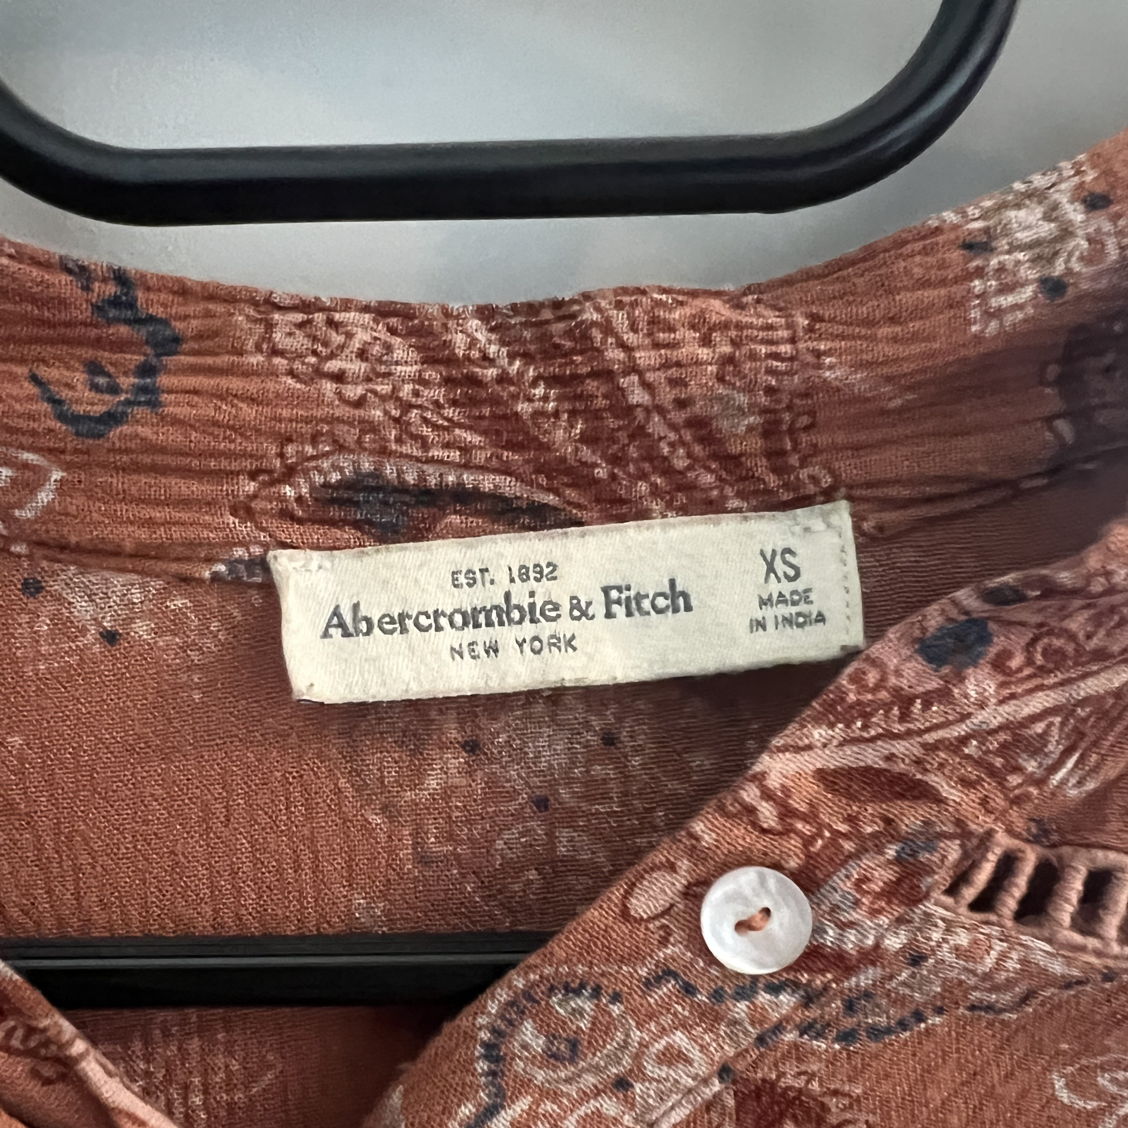 EST. 1892
Abercrombie & Fitch
NEW YORK
XS
MADE
IN INDIA